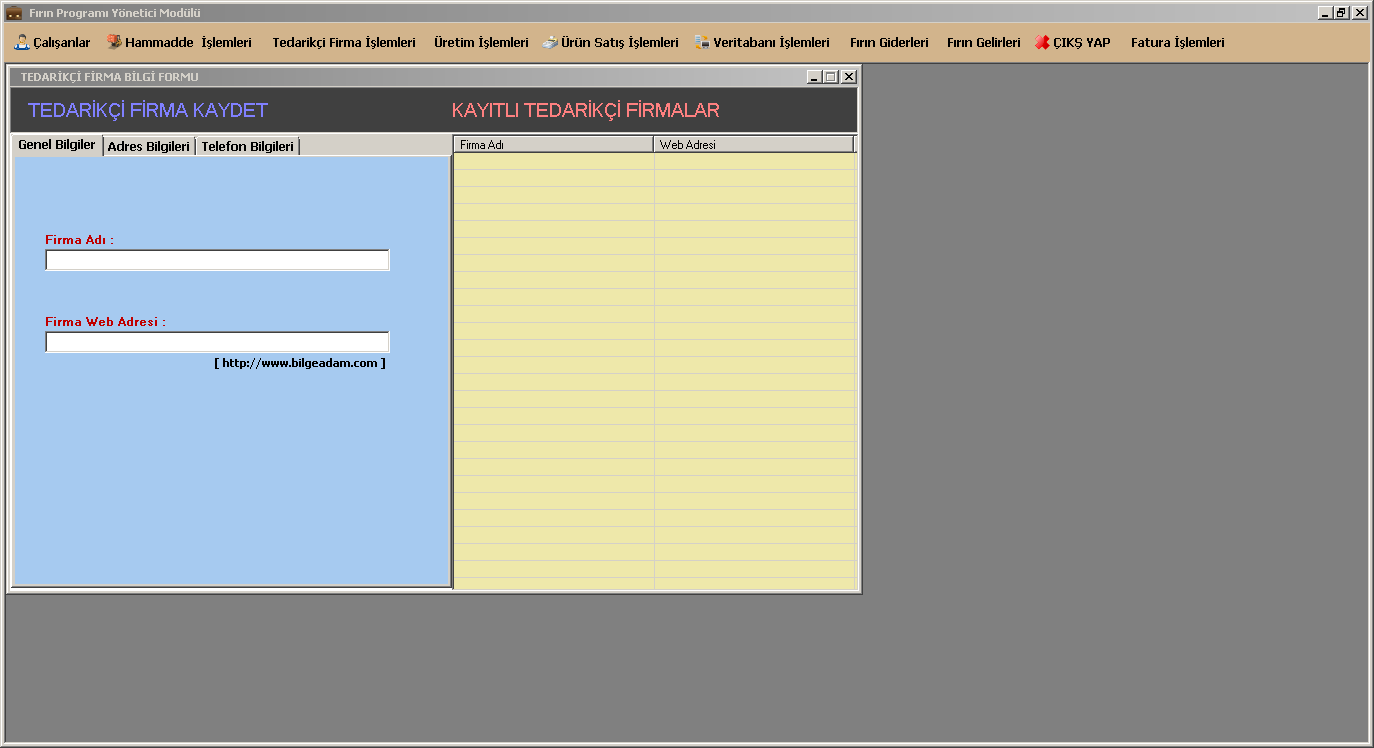 Fırın Programı Yönetici Modülü
Çalışanlar Hammadde İşlemleri Tedarikçi Firma İşlemleri Üretim İşlemleri Ürün Satış İşlemleri Veritabanı İşlemleri Fırın Giderleri Fırın Gelirleri ÇIKŞ YAP Fatura İşlemleri
TEDARİKÇİ FİRMA BİLGİ FORMU
TEDARİKÇİ FİRMA KAYDET KAYITLI TEDARİKÇİ FİRMALAR
Genel Bilgiler Adres Bilgileri Telefon Bilgileri
Firma Adı Web Adresi
Firma Adı :
Firma Web Adresi :
[ http://www.bilgeadam.com ]